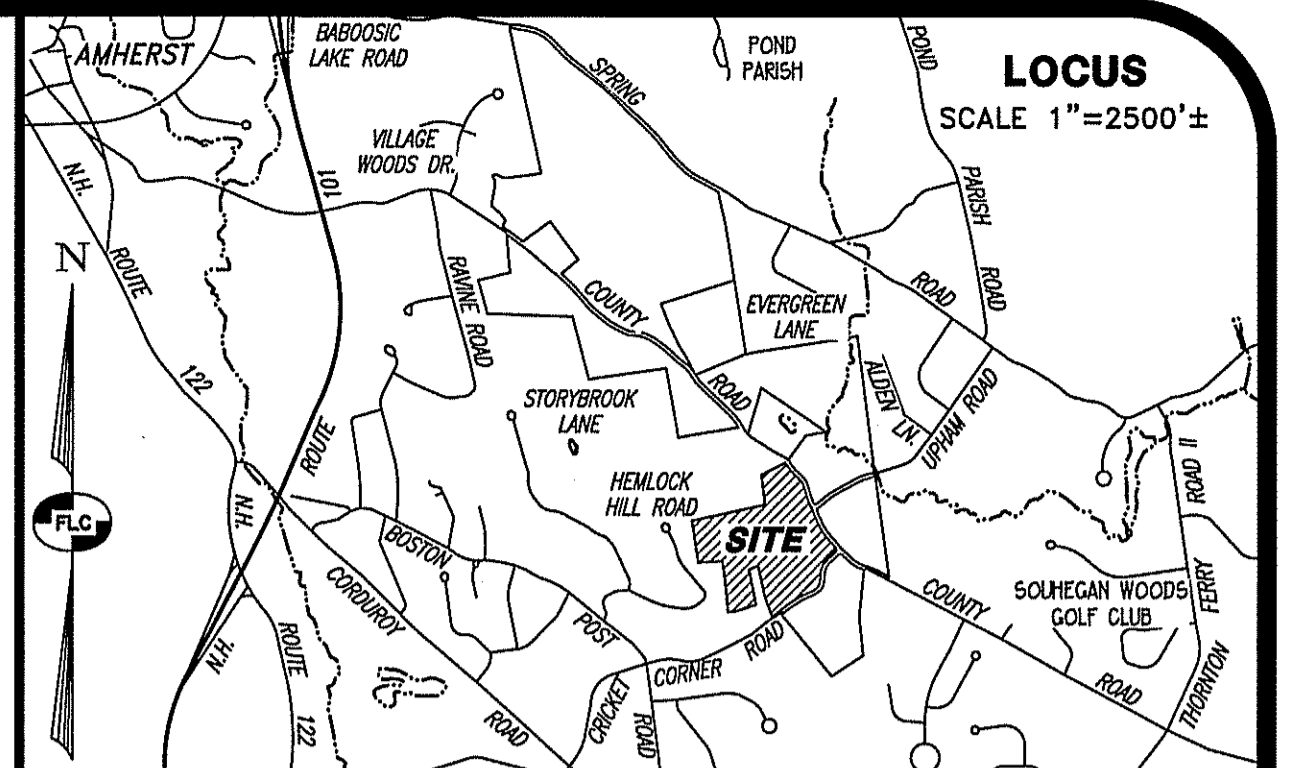 AMHERST
BABOOSIC
LAKE ROAD
SPRING
POND
PARISH
POND
LOCUS
SCALE 1"=2500'±
VILLAGE
WOODS DR.
N.H.
101
PARISH
N
ROUTE
RAVINE ROAD
COUNTY
EVERGREEN
LANE
ROAD
ROAD
122
ROAD
ALDEN LN.
UPHAM ROAD
STORYBROOK
LANE
ROUTE
HEMLOCK
HILL ROAD
ROAD II
FLC
N.H.
BOSTON
SITE
CORDUROY
COUNTY
SOUHEGAN WOODS
GOLF CLUB
FERRY
N.H.
ROUTE
POST
ROAD
CORNER
CRICKET
ROAD
THORNTON
122
ROAD
ROAD